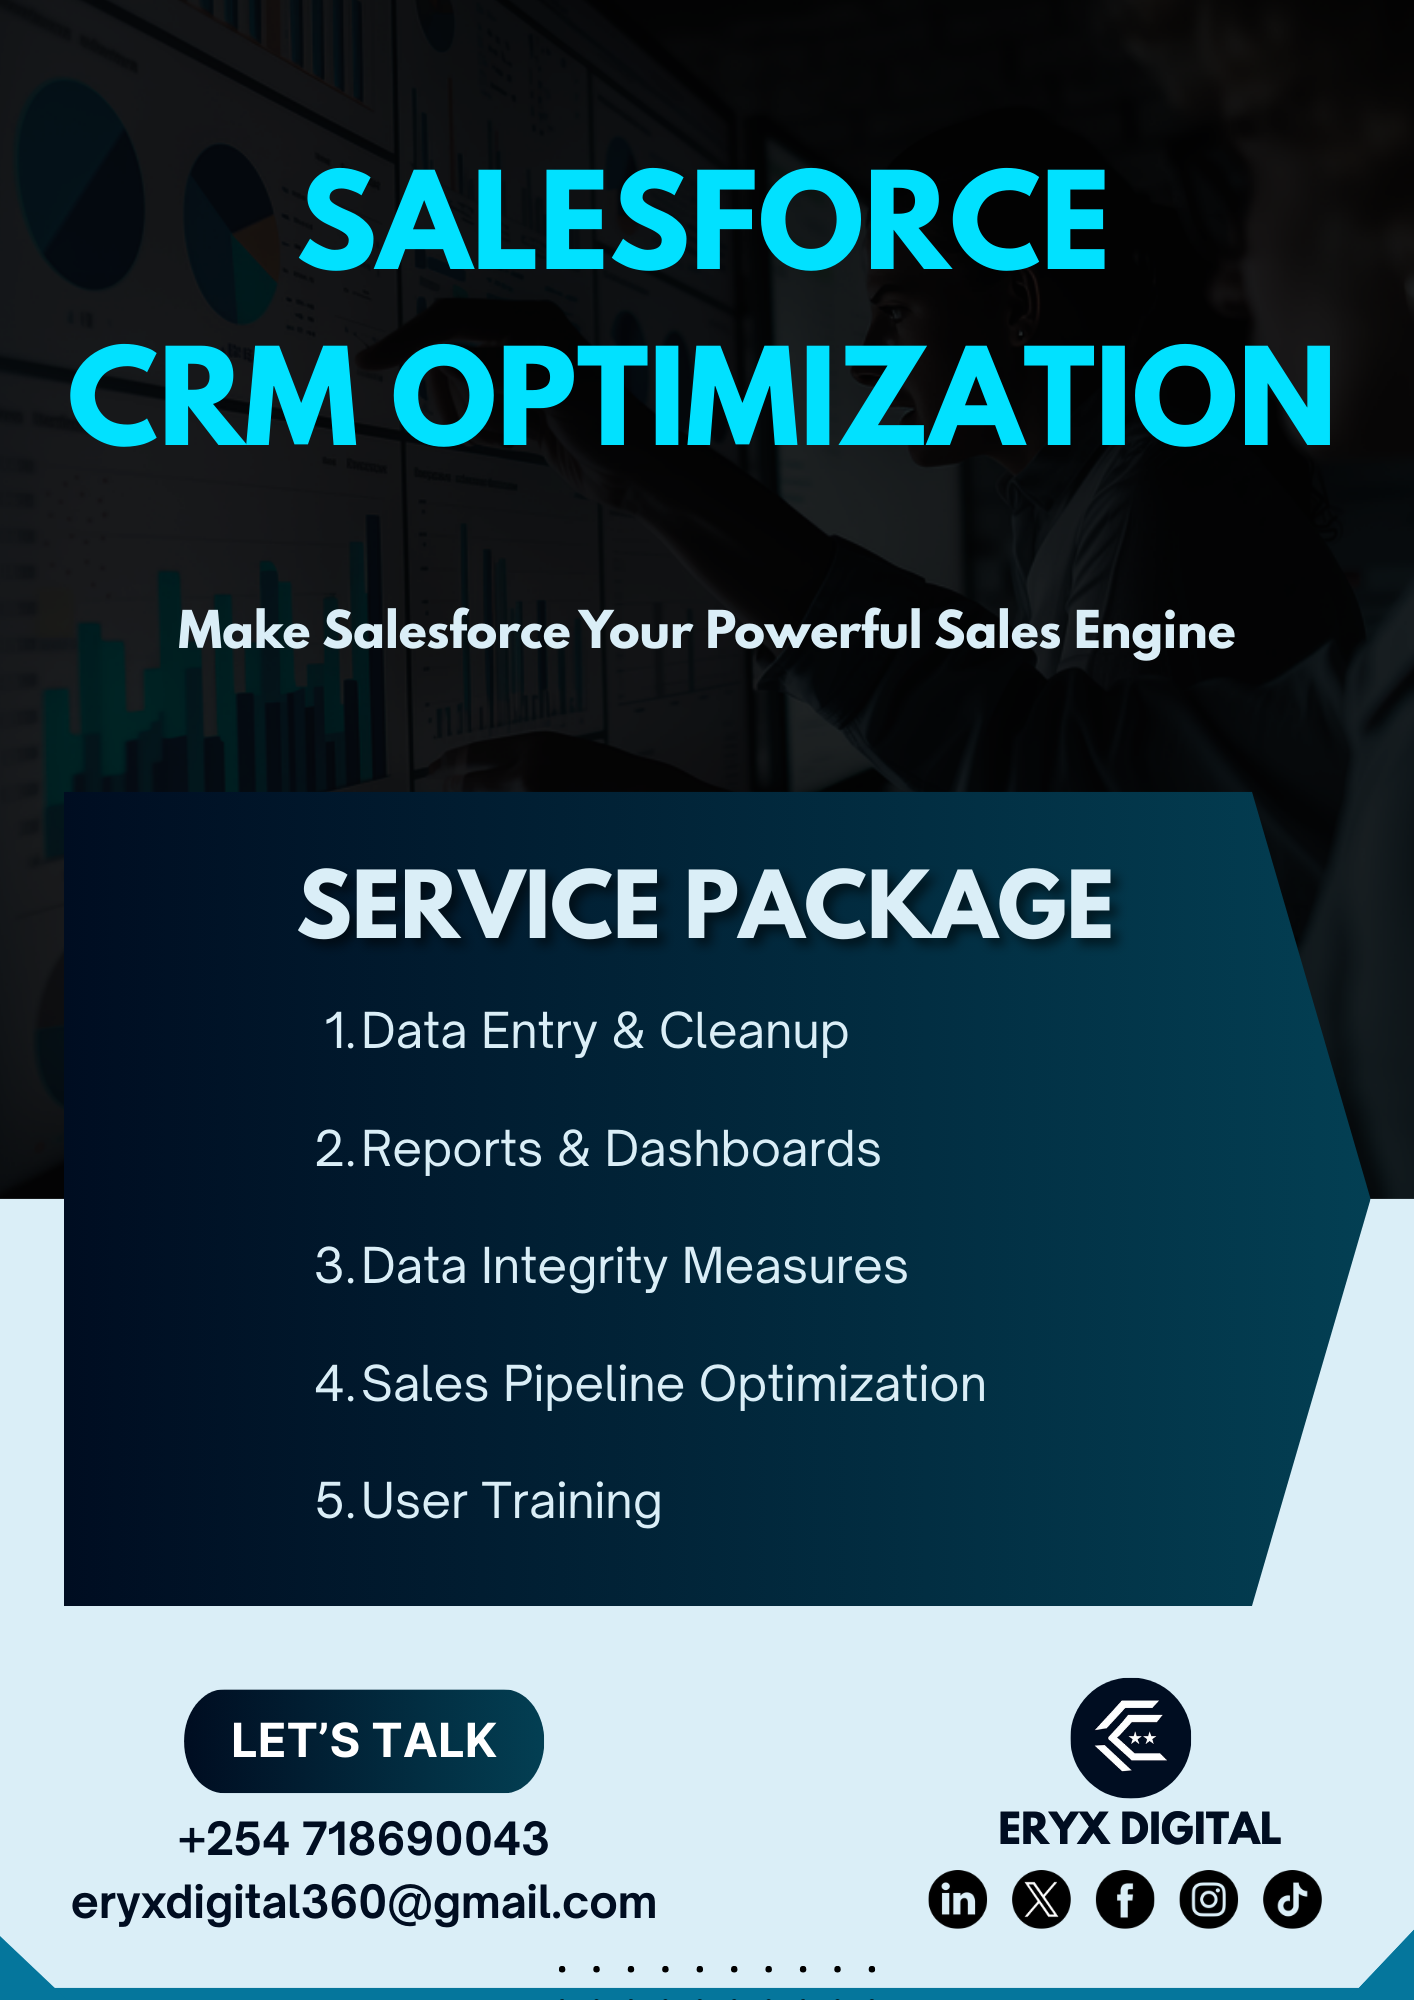 SALESFORCE
CRM OPTIMIZATION
Make Salesforce Your Powerful Sales Engine
SERVICE PACKAGE
1. Data Entry & Cleanup
2. Reports & Dashboards
3. Data Integrity Measures
4. Sales Pipeline Optimization
5. User Training
LET’S TALK
+254 718690043
eryxdigital360@gmail.com
ERYX DIGITAL